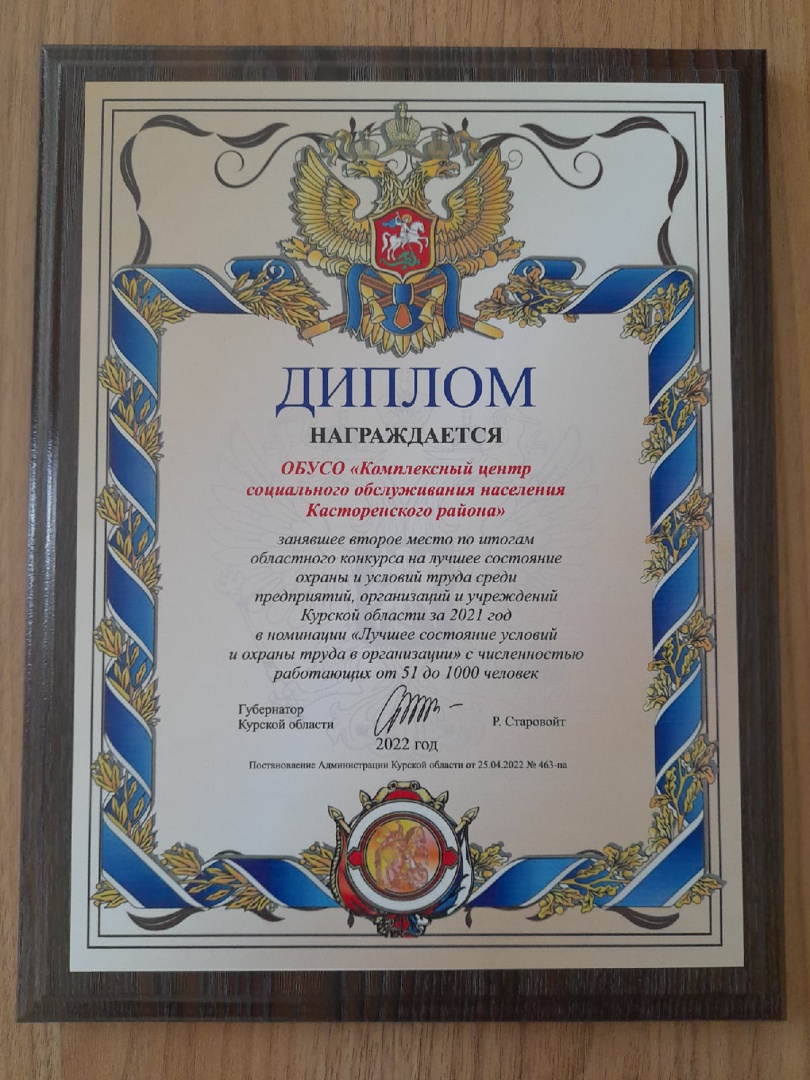 ДИПЛОМ
НАГРАЖДАЕТСЯ
ОБУСО «Комплексный центр
социального обслуживания населения
Касторенского района»
занявшее второе место по итогам
областного конкурса на лучшее состояние
охраны и условий труда среди
предприятий, организаций и учреждений
Курской области за 2021 год
в номинации «Лучшее состояние условий
и охраны труда в организации» с численностью
работающих от 51 до 1000 человек
Губернатор
Курской области
Р. Старовойт
2022 год
Постановление Администрации Курской области от 25.04.2022 № 463-па